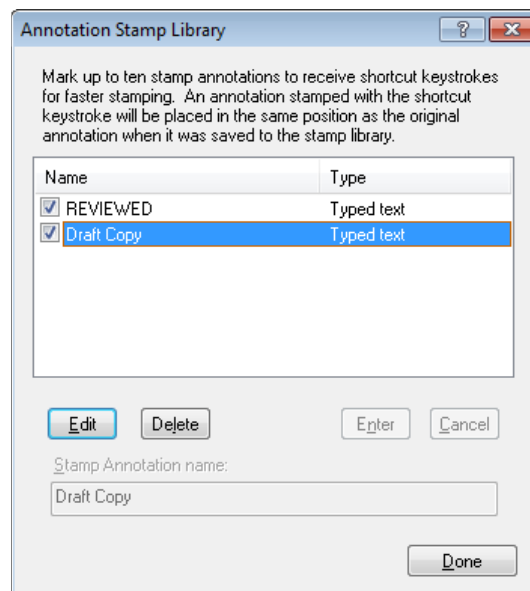 Annotation Stamp Library
Mark up to ten stamp annotations to receive shortcut keystrokes
for faster stamping. An annotation stamped with the shortcut
keystroke will be placed in the same position as the original
annotation when it was saved to the stamp library.
Name Type
REVIEWED Typed text
Draft Copy Typed text
Edit Delete Enter Cancel
Stamp Annotation name:
Draft Copy
Done